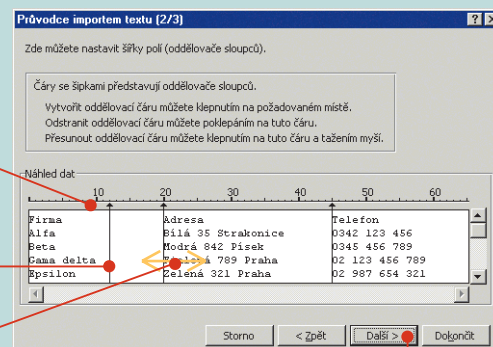 Průvodce importem textu (2/3)
Zde můžete nastavit šířky polí (oddělovače sloupců).
Čáry se šipkami představují oddělovače sloupců.
Vytvořit oddělovací čáru můžete klepnutím na požadovaném místě.
Odstranit oddělovací čáru můžete poklepáním na tuto čáru.
Přesunout oddělovací čáru můžete klepnutím na tuto čáru a tažením myší.
Náhled dat
10 20 30 40 50 60
Firma Adresa Telefon
Alfa Bílá 35 Strakonice 0342 123 456
Beta Modrá 842 Písek 0345 456 789
Gama delta 789 Praha 02 123 456 789
Epsilon Zelená 321 Praha 02 987 654 321
Storno < Zpět Další > Dokončit